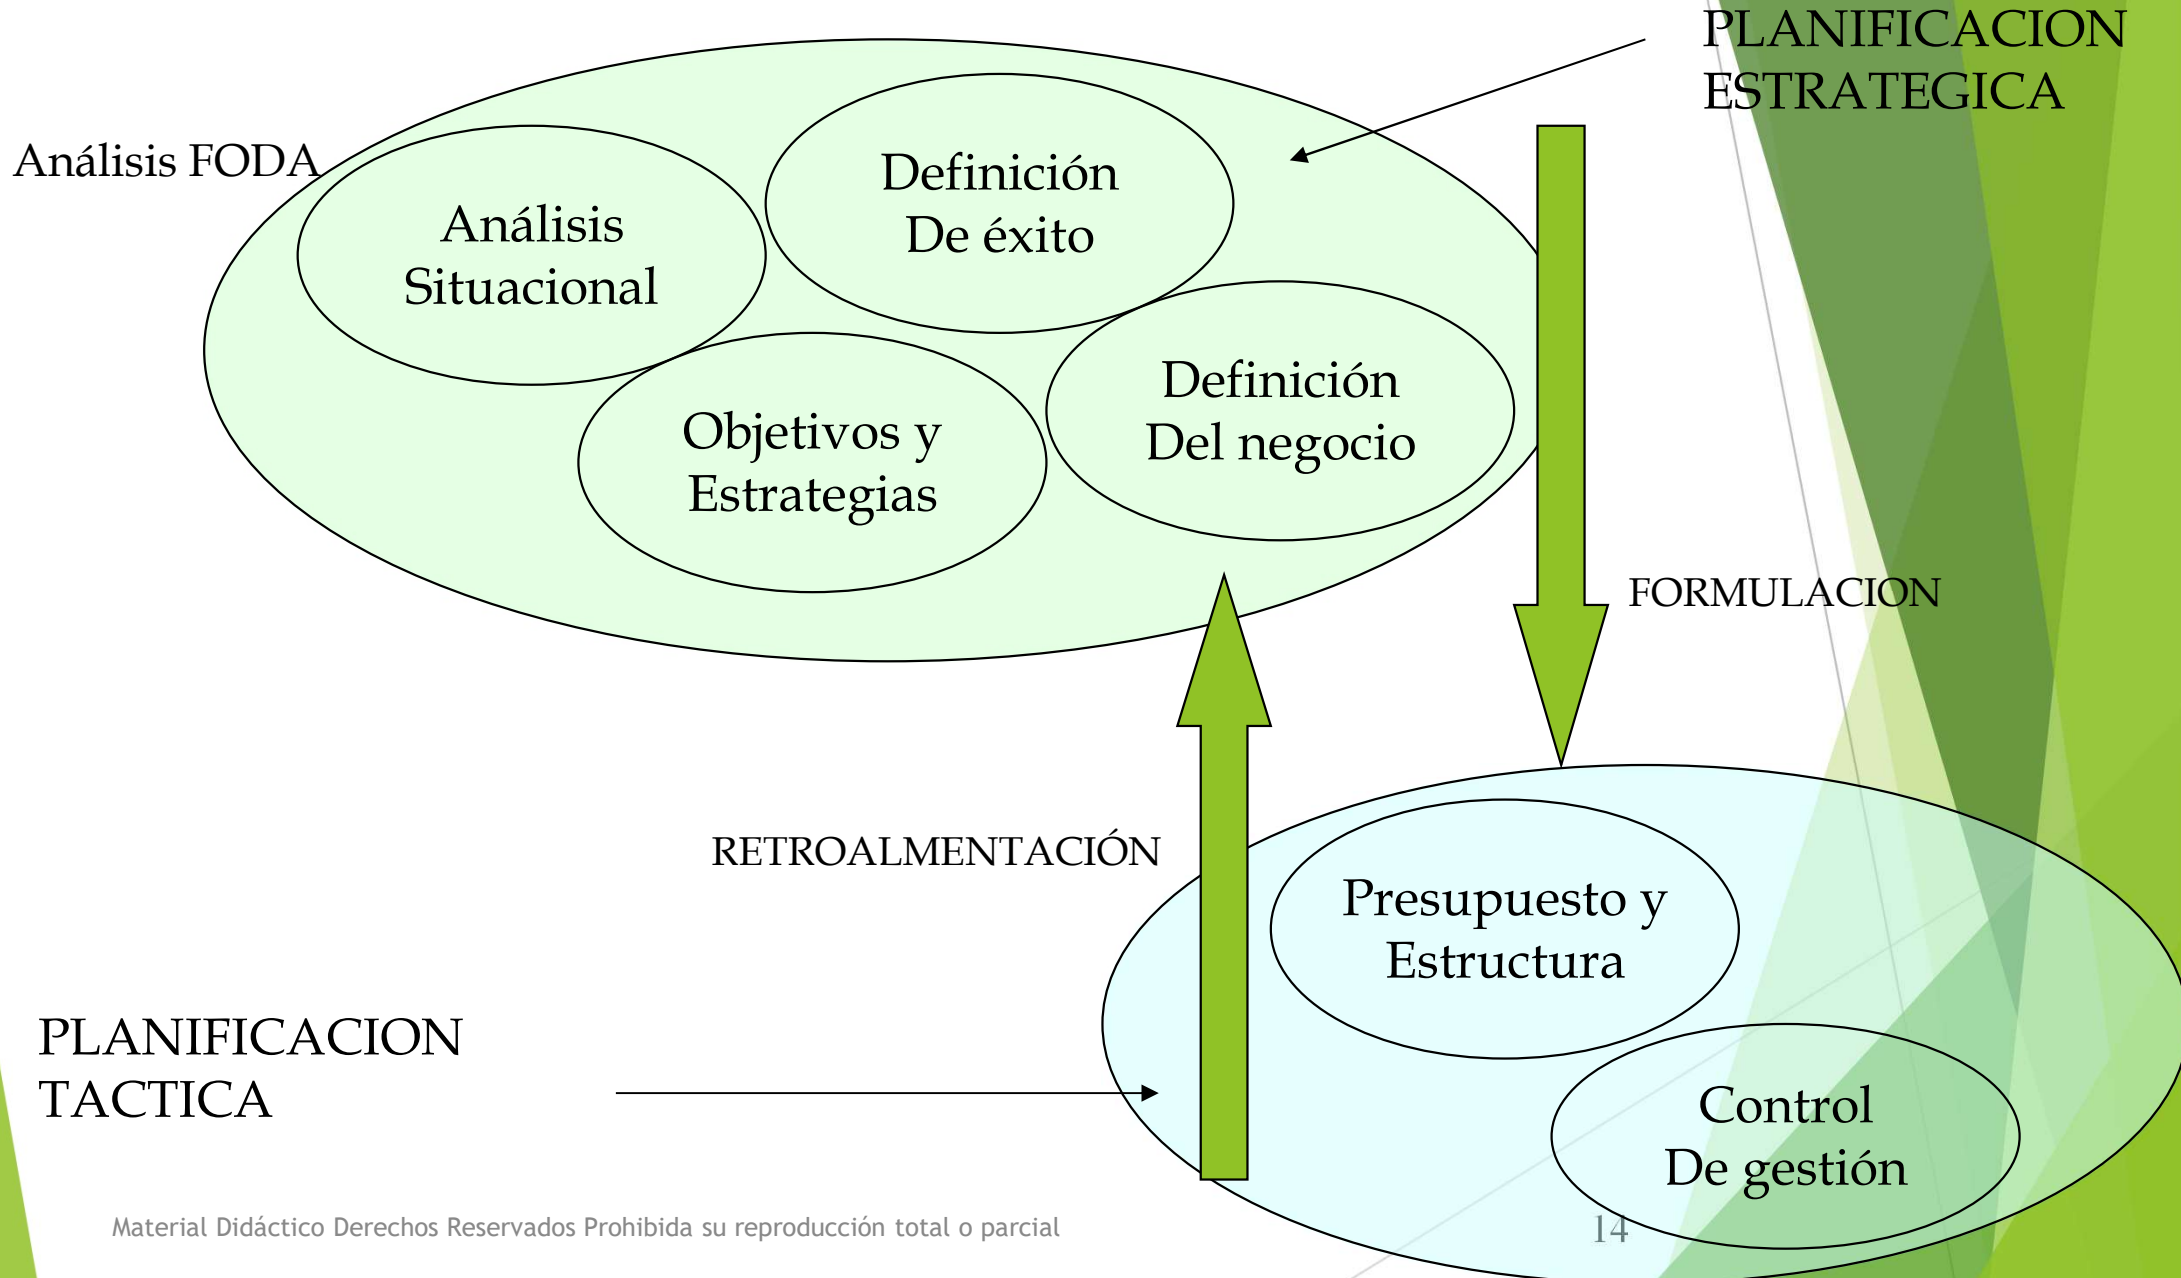 PLANIFICACION
ESTRATEGICA
Análisis FODA
Análisis
Situacional
Definición
De éxito
Objetivos y
Estrategias
Definición
Del negocio
FORMULACION
RETROALMENTACIÓN
Presupuesto y
Estructura
PLANIFICACION
TACTICA
Control
De gestión
Material Didáctico Derechos Reservados Prohibida su reproducción total o parcial
14